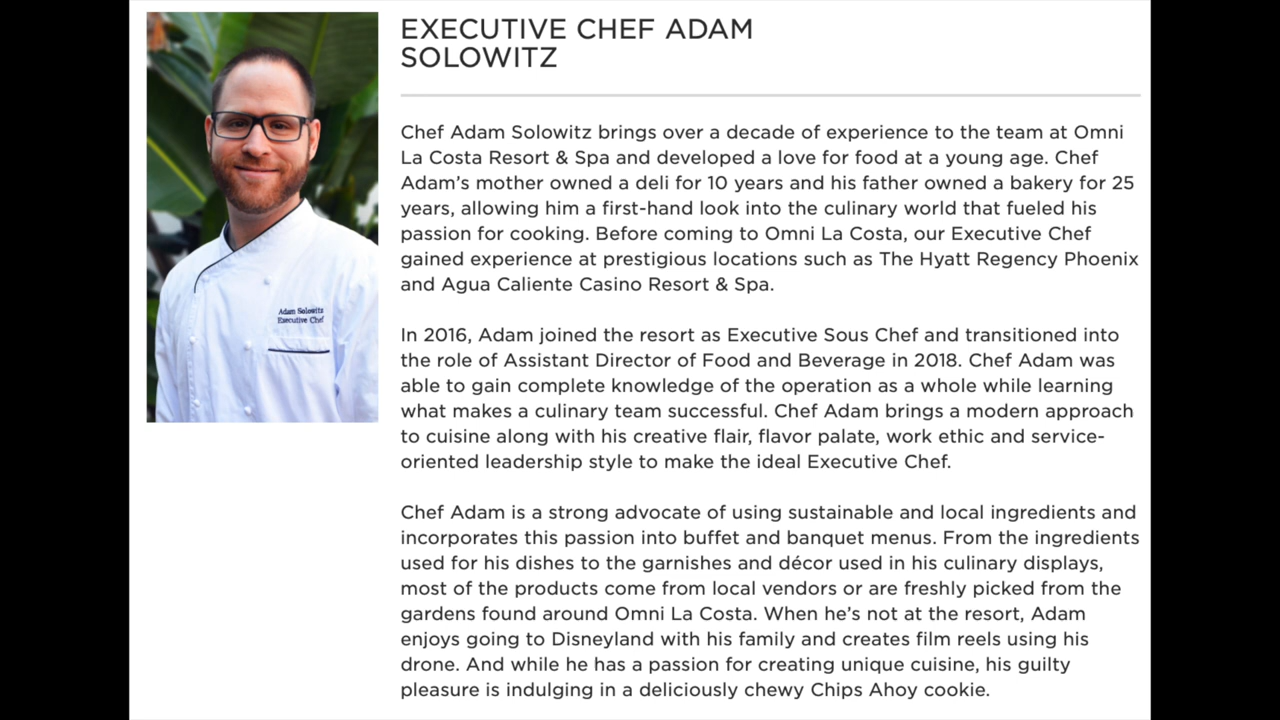 EXECUTIVE CHEF ADAM
SOLOWITZ
Chef Adam Solowitz brings over a decade of experience to the team at Omni
La Costa Resort & Spa and developed a love for food at a young age. Chef
Adam’s mother owned a deli for 10 years and his father owned a bakery for 25
years, allowing him a first-hand look into the culinary world that fueled his
passion for cooking. Before coming to Omni La Costa, our Executive Chef
gained experience at prestigious locations such as The Hyatt Regency Phoenix
and Agua Caliente Casino Resort & Spa.
In 2016, Adam joined the resort as Executive Sous Chef and transitioned into
the role of Assistant Director of Food and Beverage in 2018. Chef Adam was
able to gain complete knowledge of the operation as a whole while learning
what makes a culinary team successful. Chef Adam brings a modern approach
to cuisine along with his creative flair, flavor palate, work ethic and service-
oriented leadership style to make the ideal Executive Chef.
Chef Adam is a strong advocate of using sustainable and local ingredients and
incorporates this passion into buffet and banquet menus. From the ingredients
used for his dishes to the garnishes and décor used in his culinary displays,
most of the products come from local vendors or are freshly picked from the
gardens found around Omni La Costa. When he’s not at the resort, Adam
enjoys going to Disneyland with his family and creates film reels using his
drone. And while he has a passion for creating unique cuisine, his guilty
pleasure is indulging in a deliciously chewy Chips Ahoy cookie.
Adam Solowitz
Executive Chef